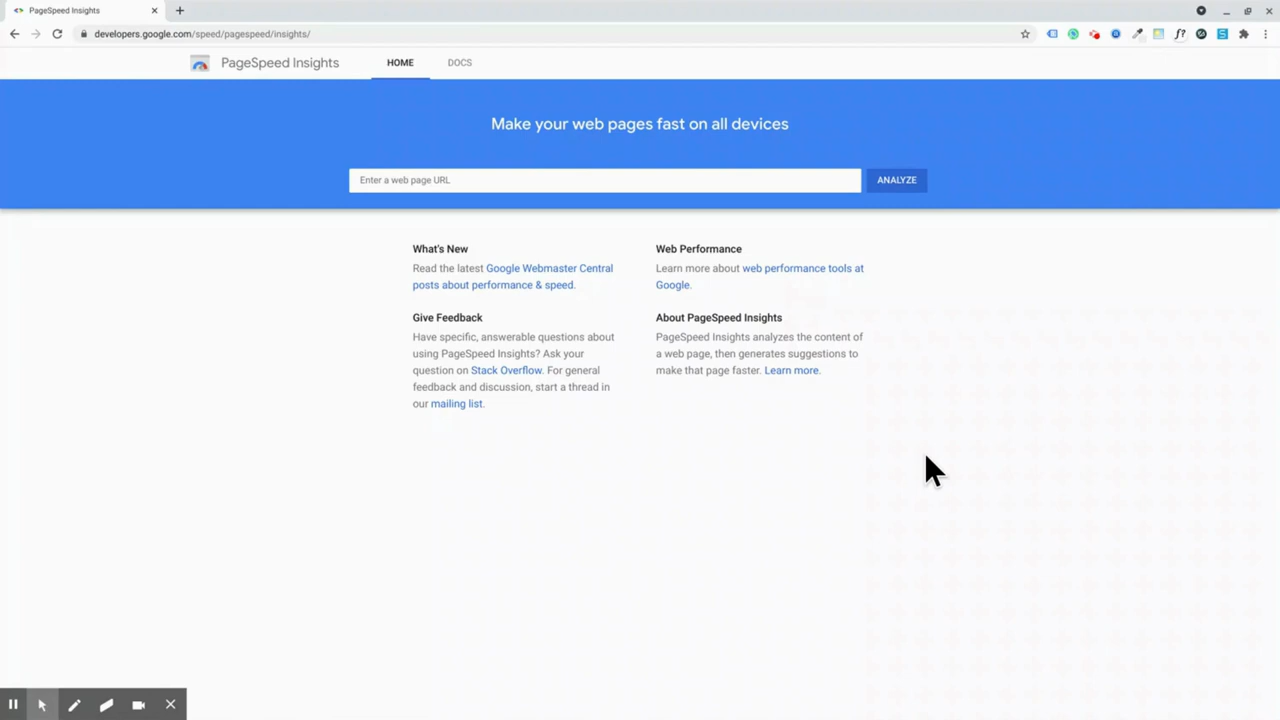 PageSpeed Insights
developers.google.com/speed/pagespeed/insights/
PageSpeed Insights
HOME
DOCS
Make your web pages fast on all devices
Enter a web page URL
ANALYZE
What's New
Read the latest Google Webmaster Central
posts about performance & speed.
Give Feedback
Have specific, answerable questions about
using PageSpeed Insights? Ask your
question on Stack Overflow. For general
feedback and discussion, start a thread in
our mailing list.
Web Performance
Learn more about web performance tools at
Google.
About PageSpeed Insights
PageSpeed Insights analyzes the content of
a web page, then generates suggestions to
make that page faster. Learn more.